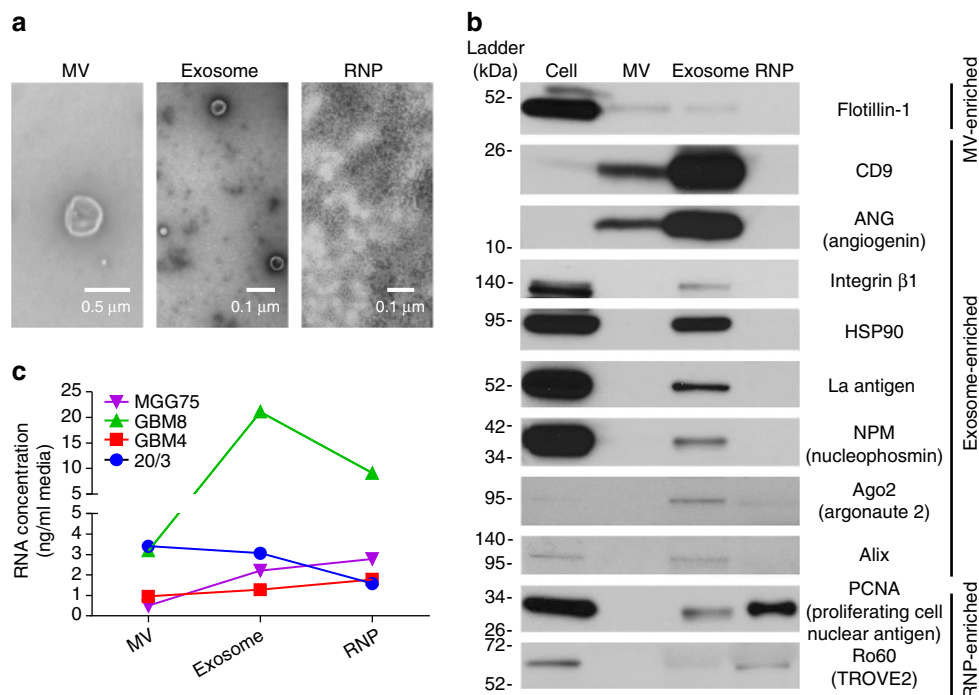 a
MV Exosome RNP
0.5 μm 0.1 μm 0.1 μm
b
Ladder
(kDa) Cell MV Exosome RNP
52- Flotillin-1
MV-enriched
26- CD9
ANG
10- (angiogenin)
140- Integrin β1
95- HSP90
52- La antigen
42- NPM
34- (nucleophosmin)
95- Ago2
(argonaute 2)
140- Alix
95-
Exosome-enriched
34- PCNA
(proliferating cell
26- nuclear antigen)
72- Ro60
52- (TROVE2)
RNP-enriched
c
RNA concentration
(ng/ml media)
25
20
15
10
5
5
4
3
2
1
0
MGG75
GBM8
GBM4
20/3
MV Exosome RNP